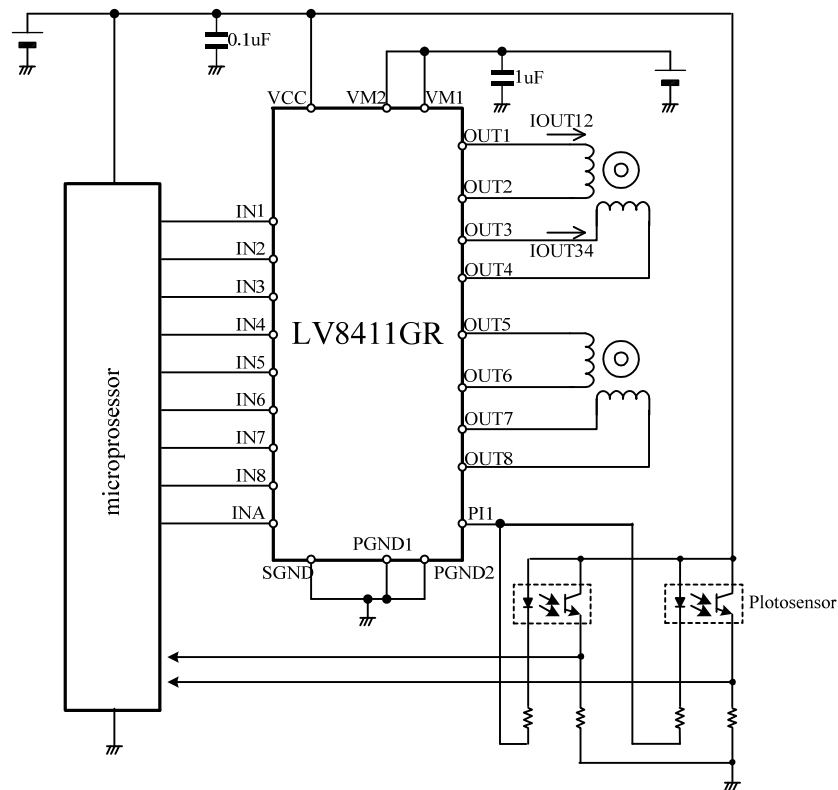 0.1uF
1uF
VCC
VM2
VM1
OUT1
IOUT12
OUT2
IN1
OUT3
IN2
IOUT34
OUT4
IN3
IN4
LV8411GR
OUT5
IN5
OUT6
microprosessor
IN6
OUT7
IN7
OUT8
IN8
INA
PI1
PGND1
SGND
PGND2
Plotosensor